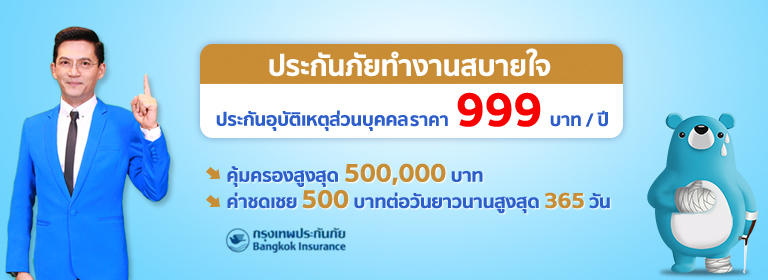 ประกันภัยทำงานสบายใจ
ประกันอุบัติเหตุส่วนบุคคลราคา 999 บาท / ปี
คุ้มครองสูงสุด 500,000 บาท
ค่าชดเชย 500 บาทต่อวันยาวนานสูงสุด 365 วัน
กรุงเทพประกันภัย
Bangkok Insurance